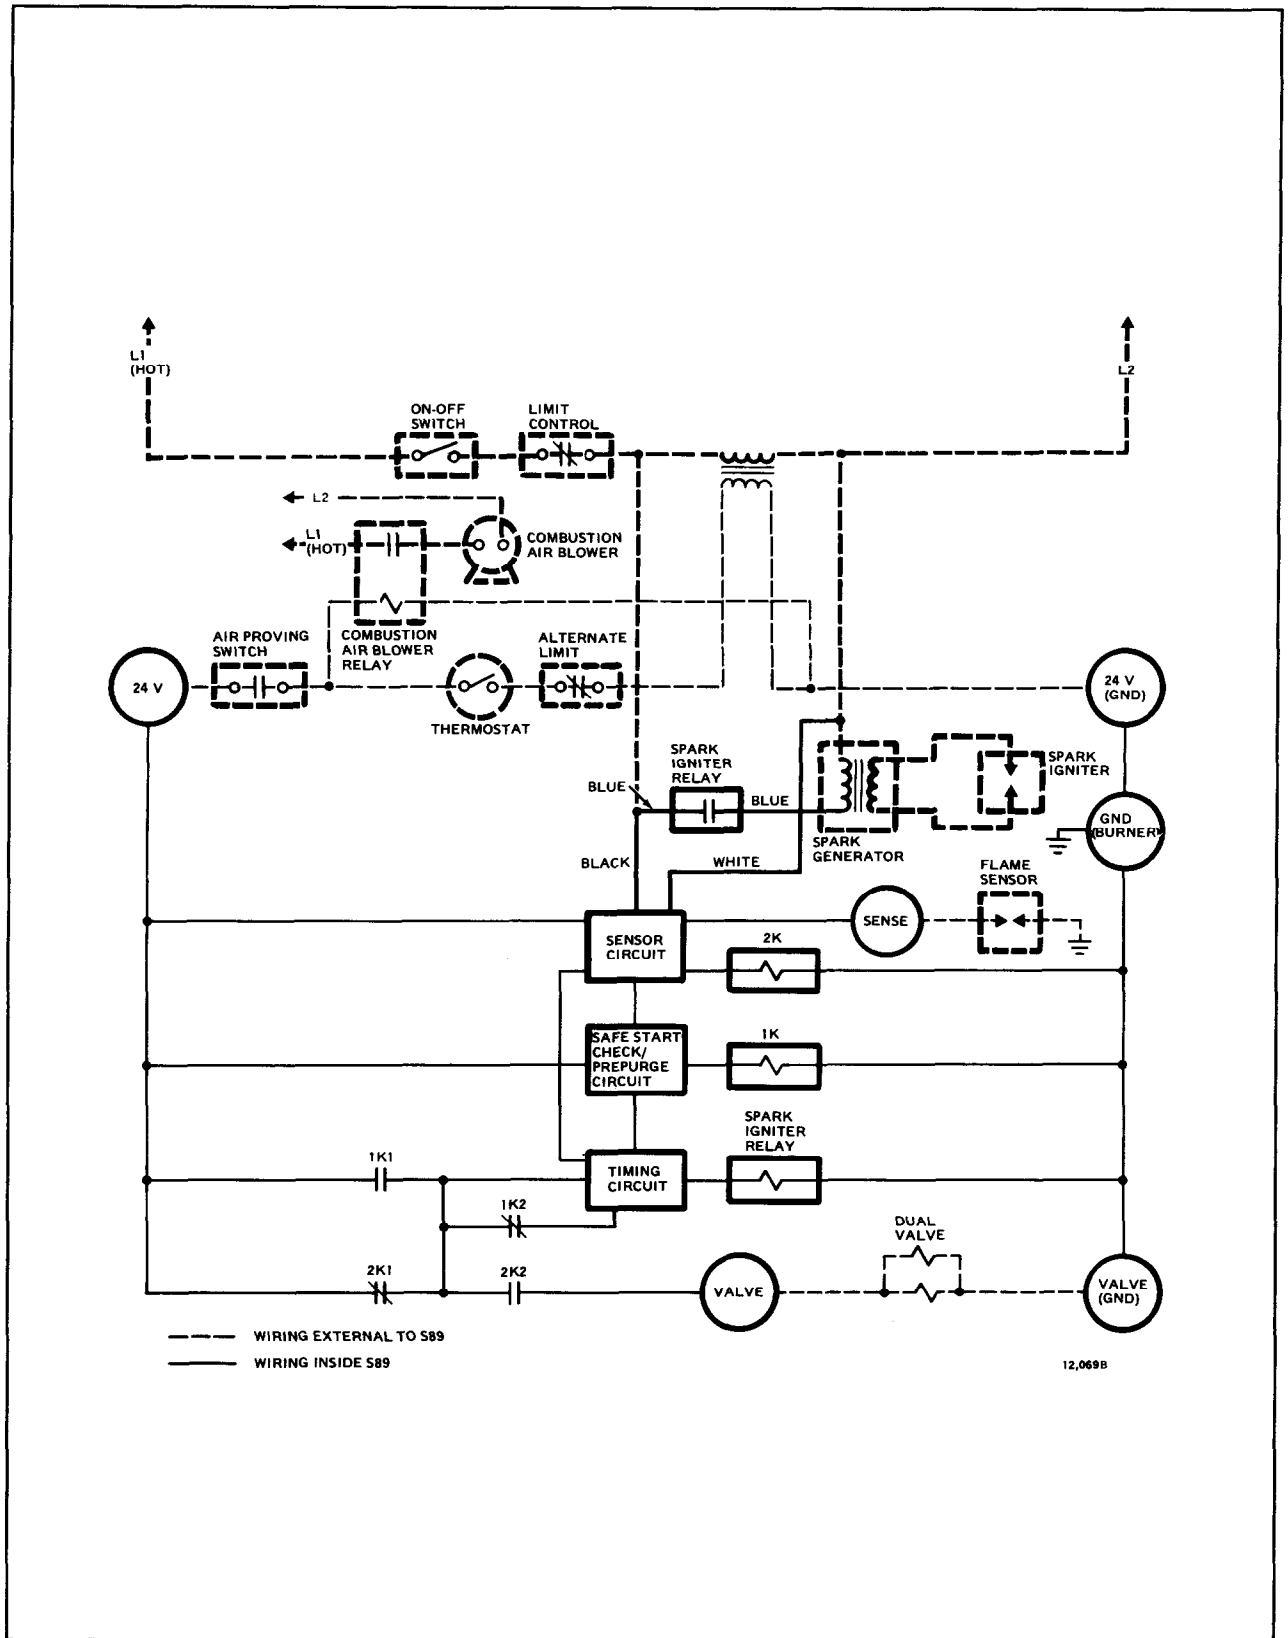 L1
(HOT)
L2
ON-OFF
SWITCH
LIMIT
CONTROL
L2
L1
(HOT)
COMBUSTION
AIR BLOWER
AIR PROVING
SWITCH
COMBUSTION
AIR BLOWER
RELAY
ALTERNATE
LIMIT
24 V
24 V
(GND)
THERMOSTAT
SPARK
IGNITER
RELAY
SPARK
IGNITER
BLUE
BLUE
GND
(BURNER)
SPARK
GENERATOR
BLACK
WHITE
FLAME
SENSOR
SENSOR
CIRCUIT
SENSE
2K
SAFE START
CHECK/
PREPURGE
CIRCUIT
1K
SPARK
IGNITER
RELAY
1K1
TIMING
CIRCUIT
1K2
DUAL
VALVE
2K1
2K2
VALVE
VALVE
(GND)
WIRING EXTERNAL TO S89
WIRING INSIDE S89
12,069B